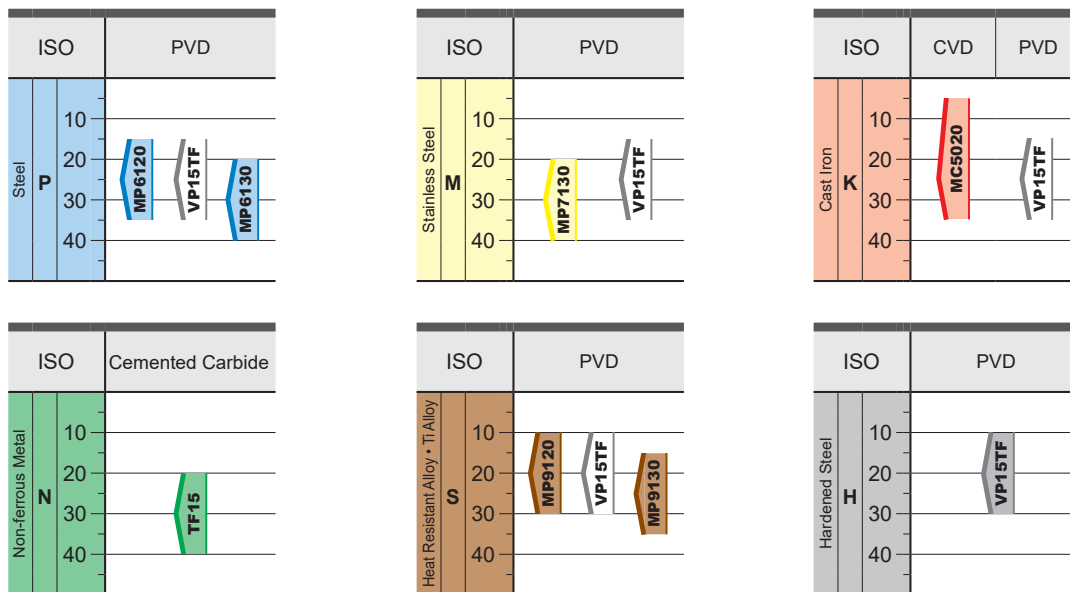 ISO PVD
Steel
P
10
20
30
40
MP6120
VP15TF
MP6130
ISO PVD
Stainless Steel
M
10
20
30
40
MP7130
VP15TF
ISO CVD PVD
Cast Iron
K
10
20
30
40
MC5020
VP15TF
ISO Cemented Carbide
Non-ferrous Metal
N
10
20
30
40
TF15
ISO PVD
Heat Resistant Alloy • Ti Alloy
S
10
20
30
40
MP9120
VP15TF
MP9130
ISO PVD
Hardened Steel
H
10
20
30
40
VP15TF